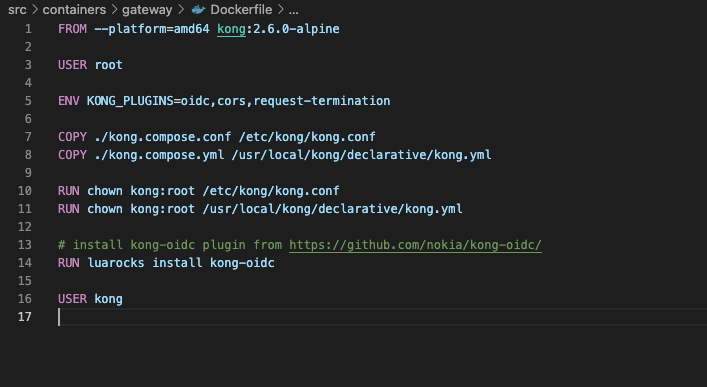 src > containers > gateway > Dockerfile > ...
1 FROM --platform=amd64 kong:2.6.0-alpine
2
3 USER root
4
5 ENV KONG_PLUGINS=oidc,cors,request-termination
6
7 COPY ./kong.compose.conf /etc/kong/kong.conf
8 COPY ./kong.compose.yml /usr/local/kong/declarative/kong.yml
9
10 RUN chown kong:root /etc/kong/kong.conf
11 RUN chown kong:root /usr/local/kong/declarative/kong.yml
12
13 # install kong-oidc plugin from https://github.com/nokia/kong-oidc/
14 RUN luarocks install kong-oidc
15
16 USER kong
17